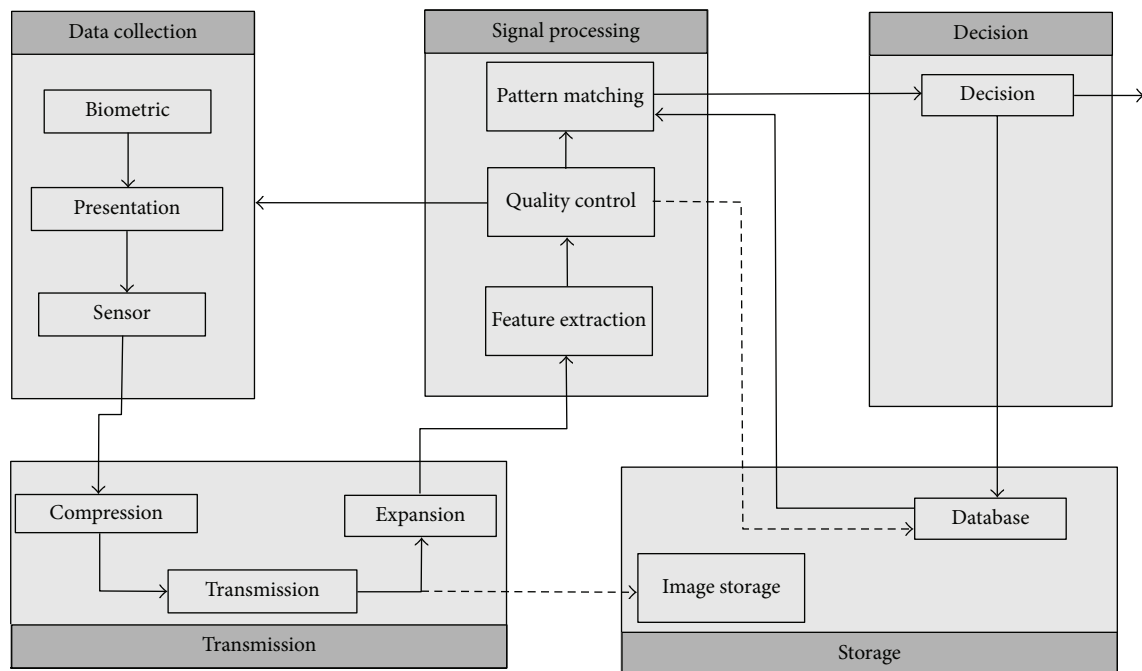 Data collection
Biometric
Presentation
Sensor
Signal processing
Pattern matching
Quality control
Feature extraction
Decision
Decision
Compression
Expansion
Transmission
Transmission
Database
Image storage
Storage